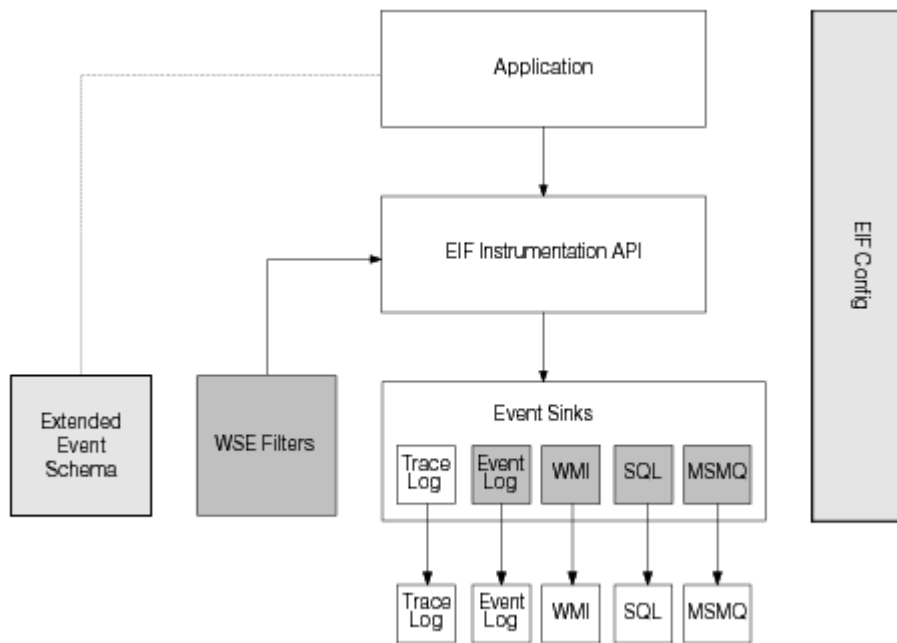 Application
EIF Instrumentation API
EIF Config
Extended
Event
Schema
WSE Filters
Event Sinks
Trace
Log
Event
Log
WMI
SQL
MSMQ
Trace
Log
Event
Log
WMI
SQL
MSMQ